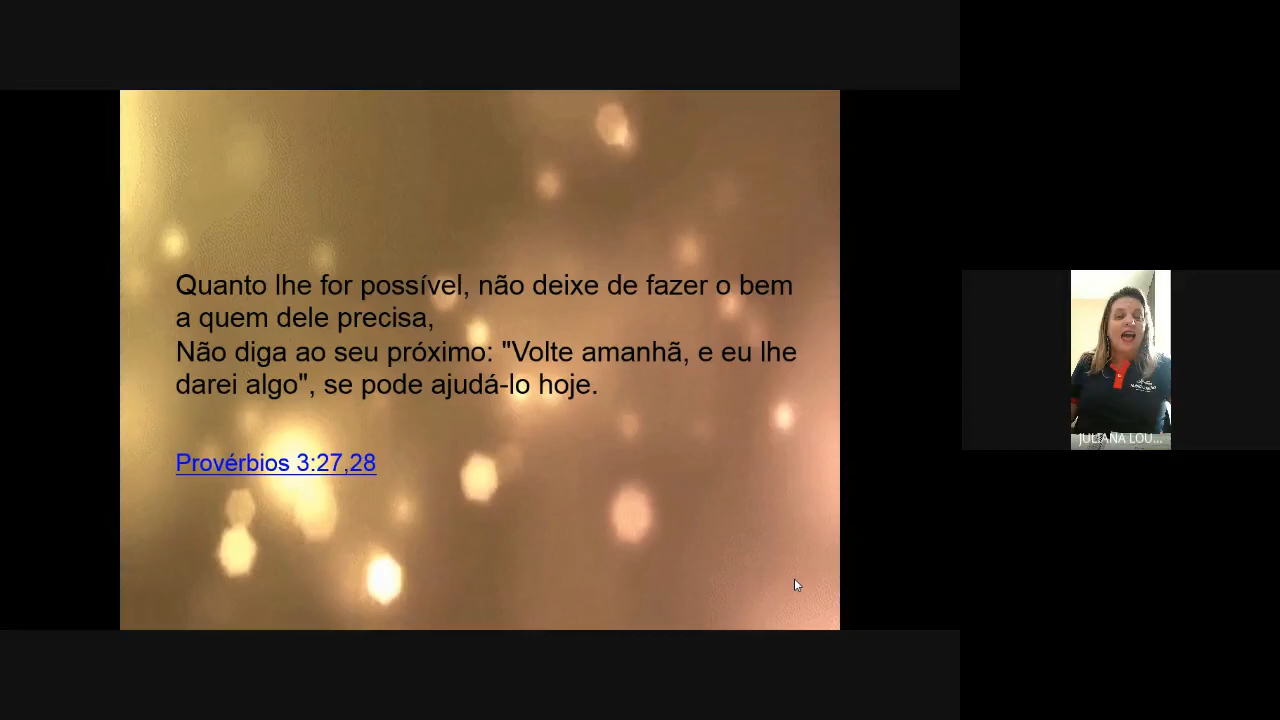 Quanto lhe for possível, não deixe de fazer o bem
a quem dele precisa,
Não diga ao seu próximo: "Volte amanhã, e eu lhe
darei algo", se pode ajudá-lo hoje.
Provérbios 3:27,28
JULIANA LOU...